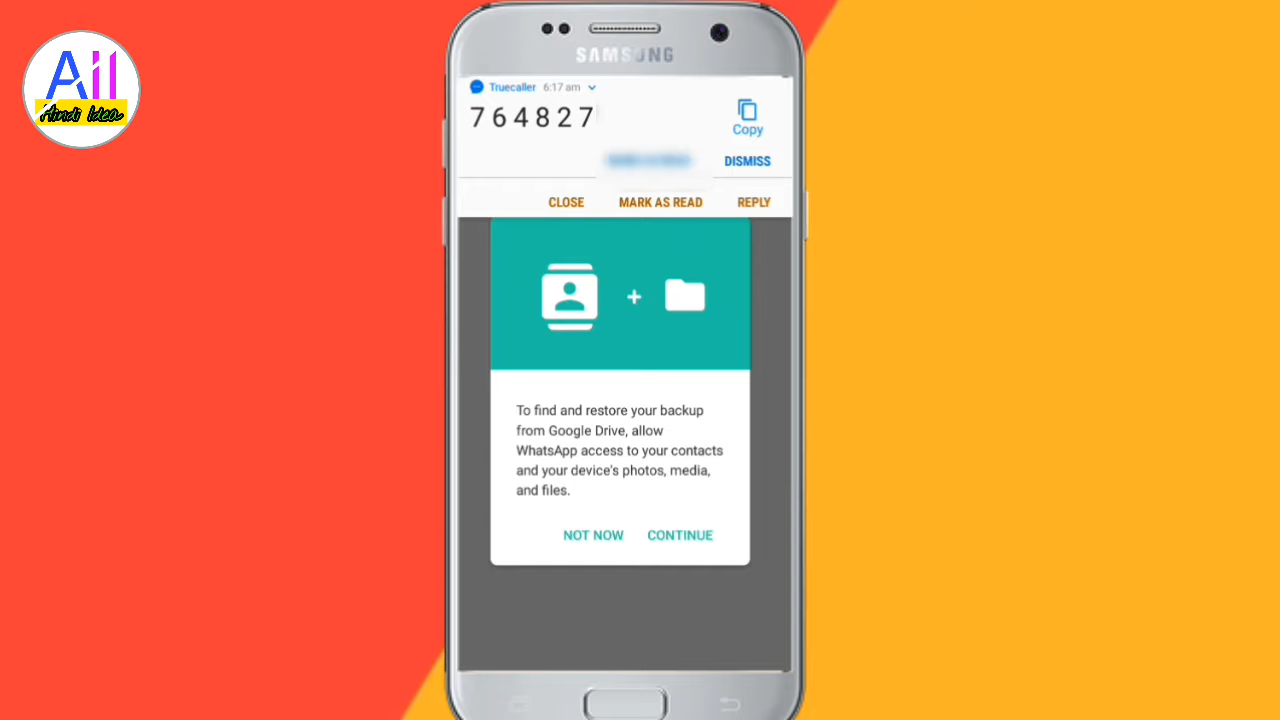 Ail
Hindi Idea
SAMSUNG
Truecaller 6:17 am
764827
Copy
DISMISS
CLOSE MARK AS READ REPLY
To find and restore your backup
from Google Drive, allow
WhatsApp access to your contacts
and your device's photos, media,
and files.
NOT NOW CONTINUE